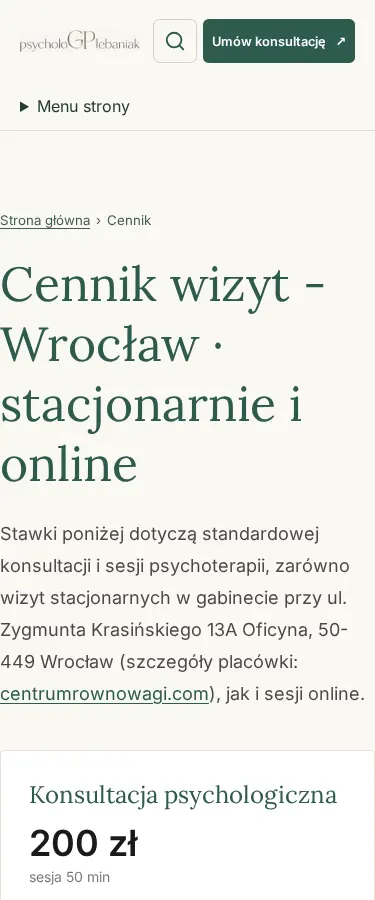 psycholoGPlebaniak
Umów konsultację ↗
▶ Menu strony
Strona główna › Cennik
Cennik wizyt -
Wrocław ·
stacjonarnie i
online
Stawki poniżej dotyczą standardowej
konsultacji i sesji psychoterapii, zarówno
wizyt stacjonarnych w gabinecie przy ul.
Zygmunta Krasińskiego 13A Oficyna, 50-
449 Wrocław (szczegóły placówki:
centrumrownowagi.com), jak i sesji online.
Konsultacja psychologiczna
200 zł
sesja 50 min